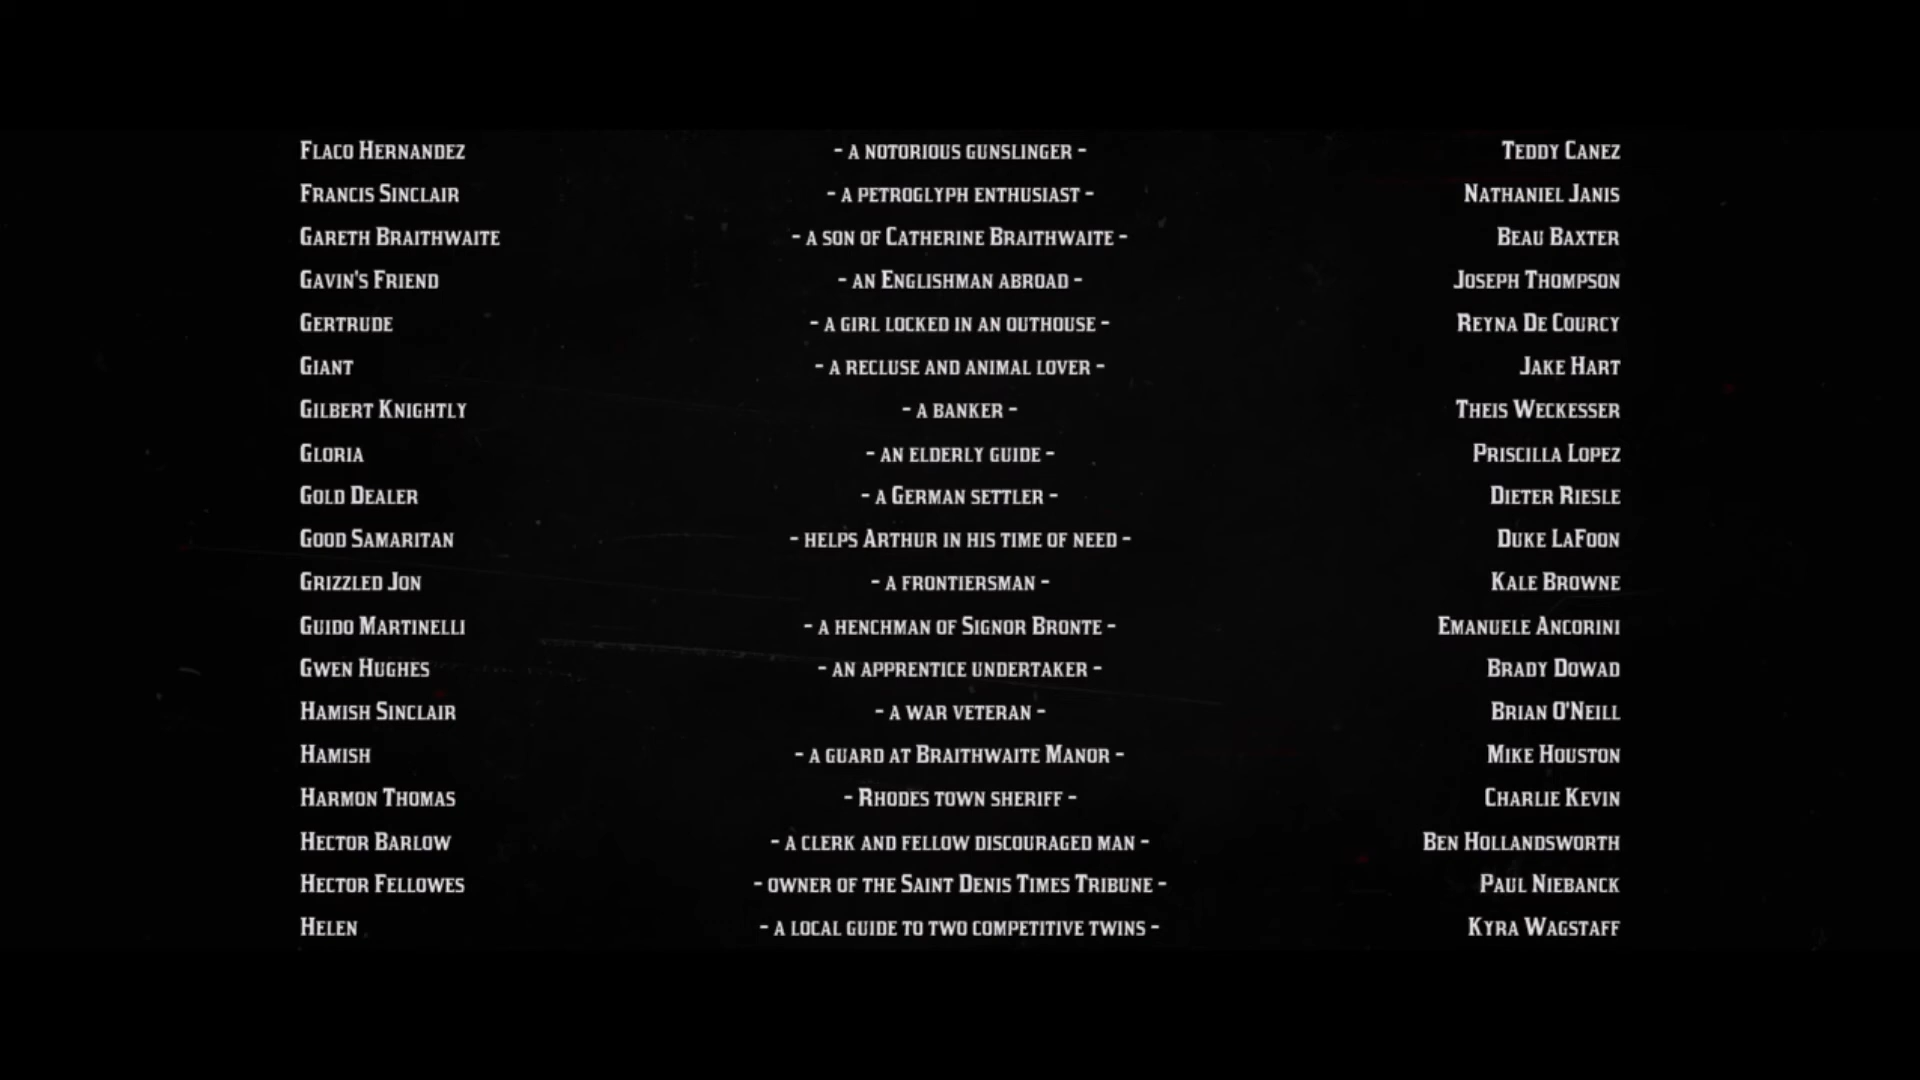 Flaco Hernandez - a notorious gunslinger - Teddy Canez
Francis Sinclair - a petroglyph enthusiast - Nathaniel Janis
Gareth Braithwaite - a son of Catherine Braithwaite - Beau Baxter
Gavin's Friend - an Englishman abroad - Joseph Thompson
Gertrude - a girl locked in an outhouse - Reyna De Courcy
Giant - a recluse and animal lover - Jake Hart
Gilbert Knightly - a banker - Theis Weckesser
Gloria - an elderly guide - Priscilla Lopez
Gold Dealer - a German settler - Dieter Riesle
Good Samaritan - helps Arthur in his time of need - Duke LaFoon
Grizzled Jon - a frontiersman - Kale Browne
Guido Martinelli - a henchman of Signor Bronte - Emanuele Ancorini
Gwen Hughes - an apprentice undertaker - Brady Dowad
Hamish Sinclair - a war veteran - Brian O'Neill
Hamish - a guard at Braithwaite Manor - Mike Houston
Harmon Thomas - Rhodes town sheriff - Charlie Kevin
Hector Barlow - a clerk and fellow discouraged man - Ben Hollandsworth
Hector Fellowes - owner of the Saint Denis Times Tribune - Paul Niebanck
Helen - a local guide to two competitive twins - Kyra Wagstaff